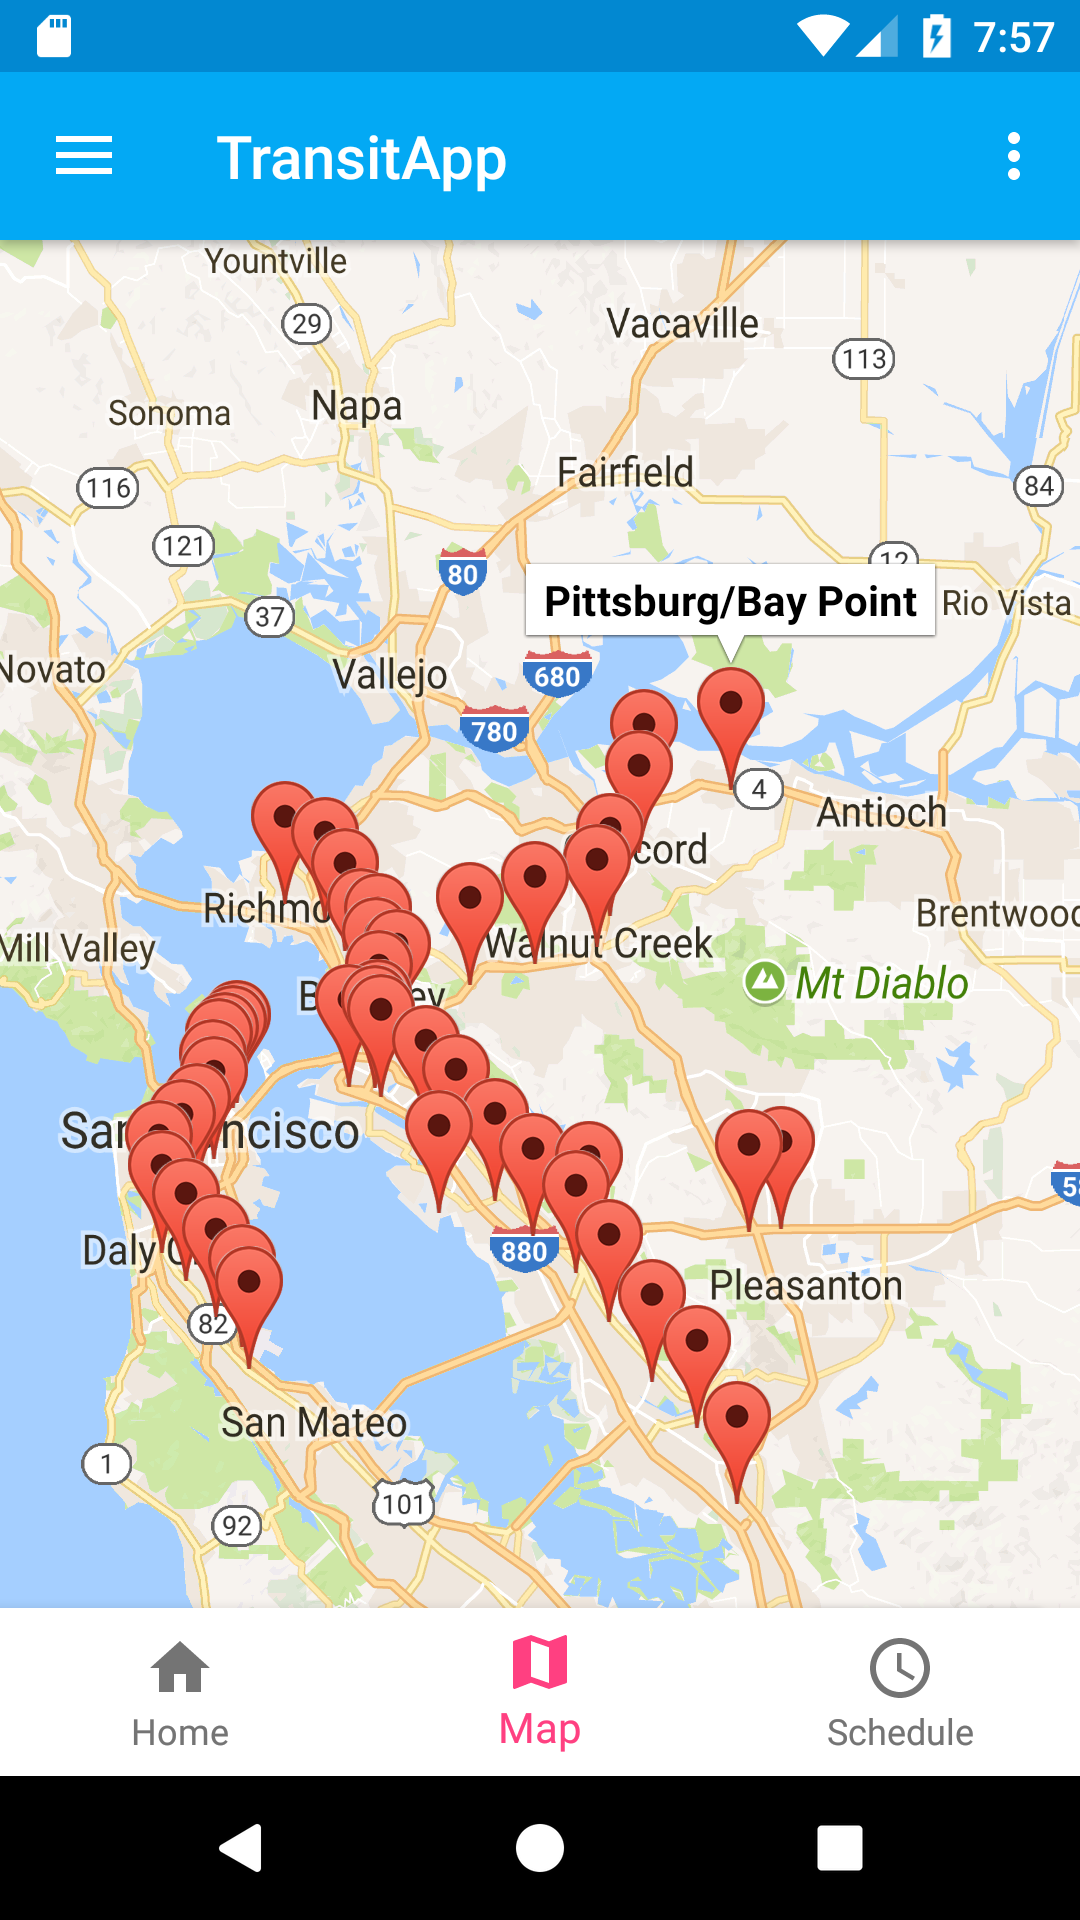 7:57
TransitApp
Yountville
29
Vacaville
113
Napa
Sonoma
Fairfield
116
84
121
12
80
Pittsburg/Bay Point
Rio Vista
37
Novato
Vallejo
680
780
4
Antioch
cord
Richmo
Brentwood
Mill Valley
Walnut Creek
Mt Diablo
B ey
San ncisco
58
Daly C
880
Pleasanton
82
San Mateo
1
101
92
Home
Map
Schedule